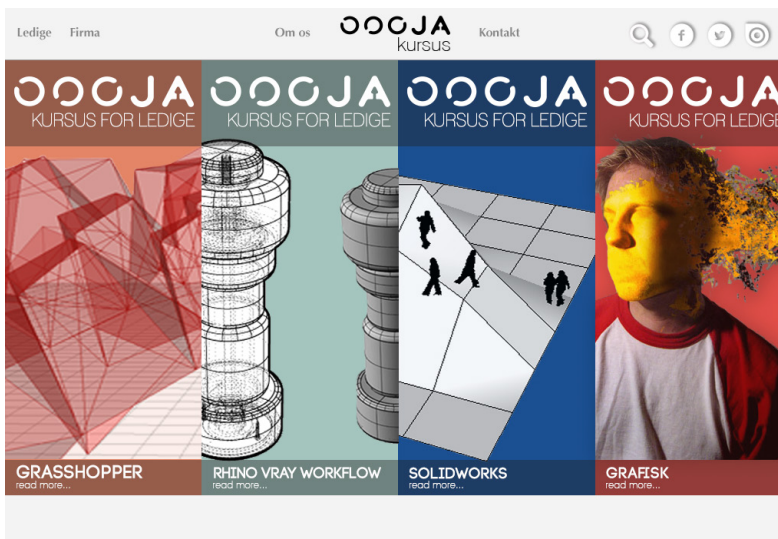 Ledige Firma Om os OOOJA Kontakt
kursus
OOOJA OOOJA OOOJA OOOJA
KURSUS FOR LEDIGE KURSUS FOR LEDIGE KURSUS FOR LEDIGE KURSUS FOR LEDIGE
GRASSHOPPER RHINO VRAY WORKFLOW SOLIDWORKS GRAFISK
read more... read more... read more... read more...